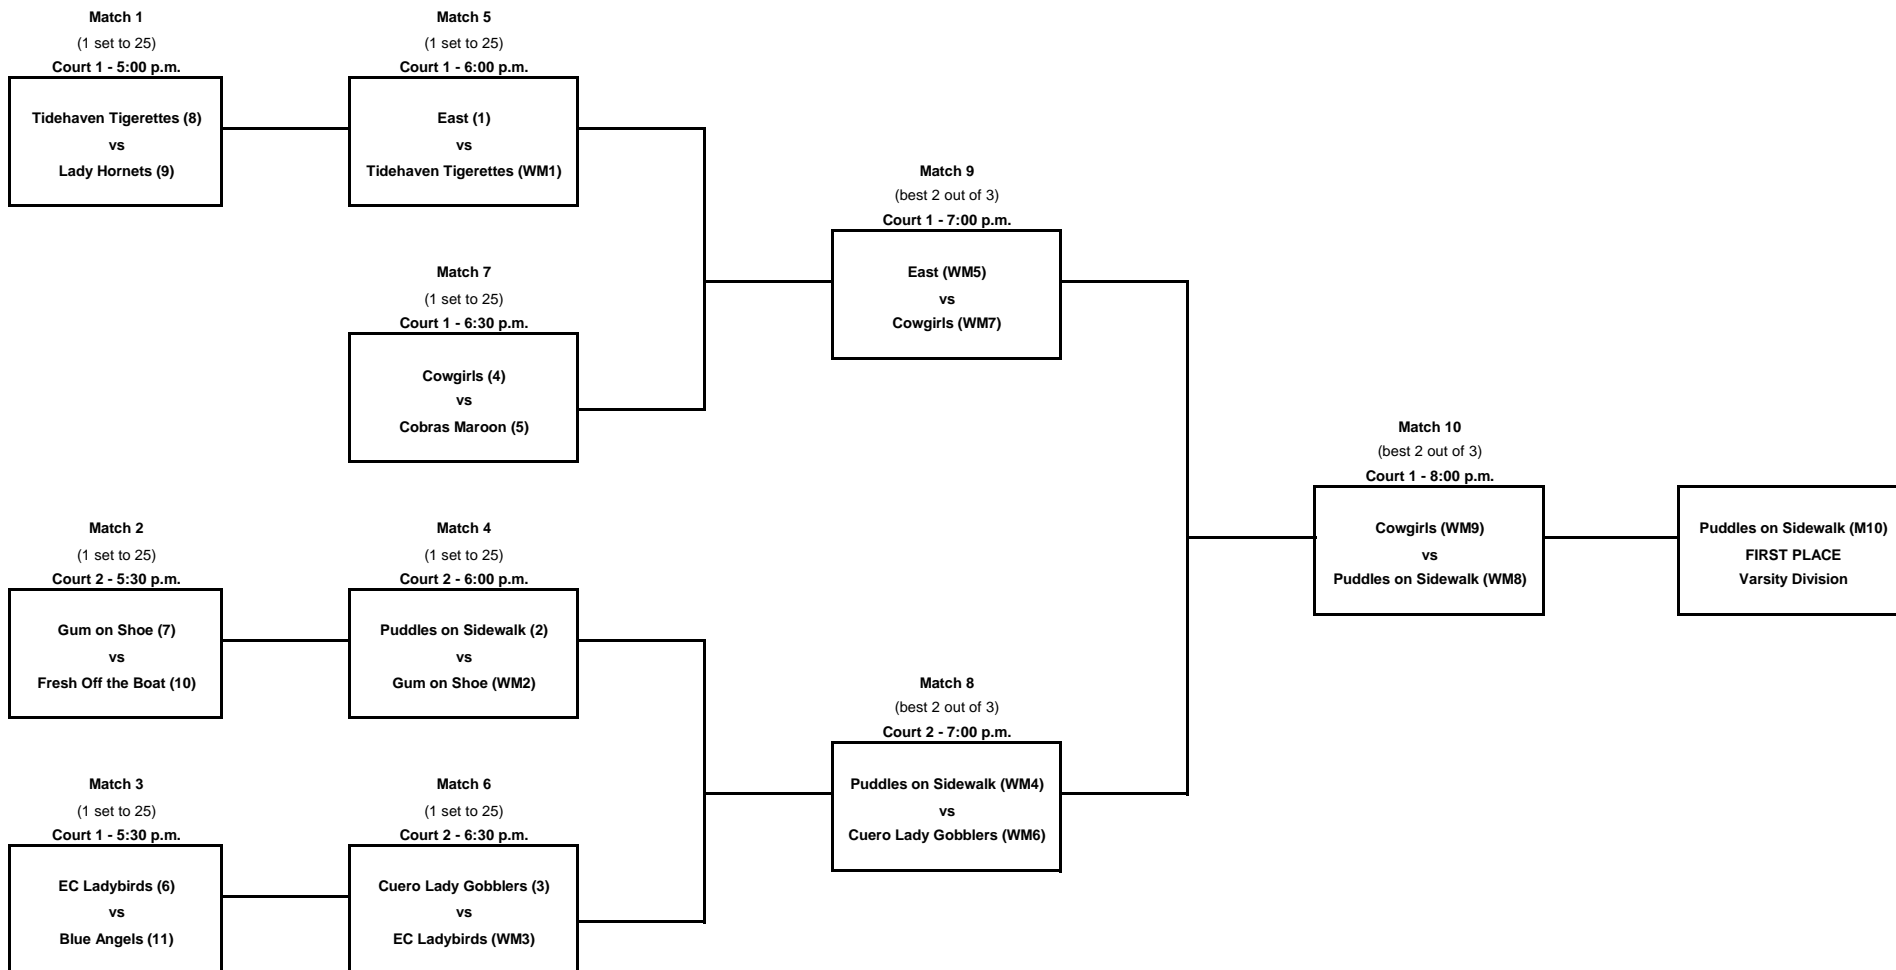 Match 1
(1 set to 25)
Court 1 - 5:00 p.m.
Tidehaven Tigerettes (8)
vs
Lady Hornets (9)
Match 5
(1 set to 25)
Court 1 - 6:00 p.m.
East (1)
vs
Tidehaven Tigerettes (WM1)
Match 7
(1 set to 25)
Court 1 - 6:30 p.m.
Cowgirls (4)
vs
Cobras Maroon (5)
Match 9
(best 2 out of 3)
Court 1 - 7:00 p.m.
East (WM5)
vs
Cowgirls (WM7)
Match 2
(1 set to 25)
Court 2 - 5:30 p.m.
Gum on Shoe (7)
vs
Fresh Off the Boat (10)
Match 4
(1 set to 25)
Court 2 - 6:00 p.m.
Puddles on Sidewalk (2)
vs
Gum on Shoe (WM2)
Match 3
(1 set to 25)
Court 1 - 5:30 p.m.
EC Ladybirds (6)
vs
Blue Angels (11)
Match 6
(1 set to 25)
Court 2 - 6:30 p.m.
Cuero Lady Gobblers (3)
vs
EC Ladybirds (WM3)
Match 8
(best 2 out of 3)
Court 2 - 7:00 p.m.
Puddles on Sidewalk (WM4)
vs
Cuero Lady Gobblers (WM6)
Match 10
(best 2 out of 3)
Court 1 - 8:00 p.m.
Cowgirls (WM9)
vs
Puddles on Sidewalk (WM8)
Puddles on Sidewalk (M10)
FIRST PLACE
Varsity Division